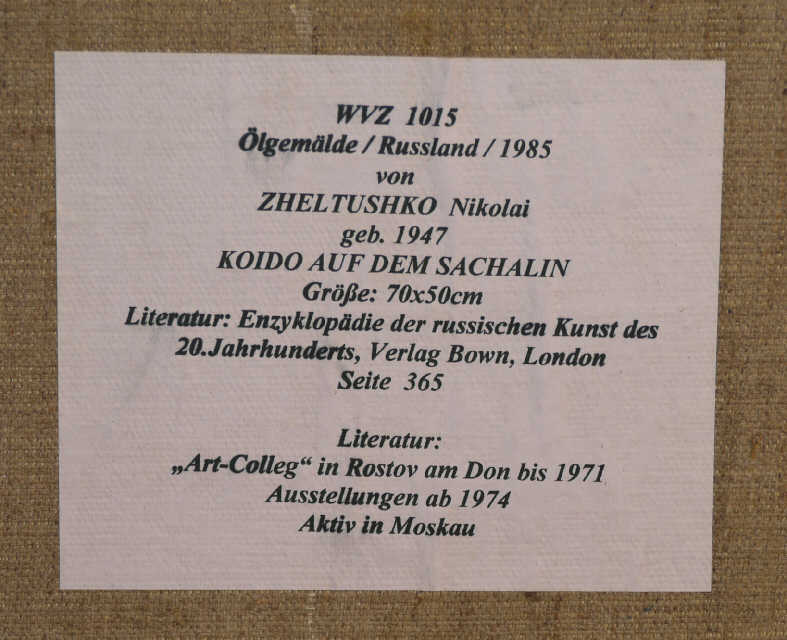 WVZ 1015
Ölgemälde / Russland / 1985
von
ZHELTUSHKO Nikolai
geb. 1947
KOIDO AUF DEM SACHALIN
Größe: 70x50cm
Literatur: Enzyklopädie der russischen Kunst des
20.Jahrhunderts, Verlag Bown, London
Seite 365
Literatur:
„Art-Colleg“ in Rostov am Don bis 1971
Ausstellungen ab 1974
Aktiv in Moskau